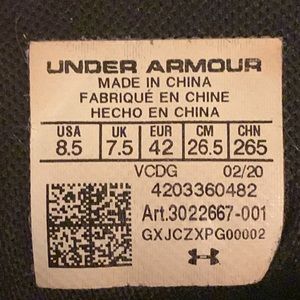 UNDER ARMOUR
MADE IN CHINA
FABRIQUÉ EN CHINE
HECHO EN CHINA
USA UK EUR CM CHN
8.5 7.5 42 26.5 265
VCDG 02/20
4203360482
Art.3022667-001
GXJCZXPG00002